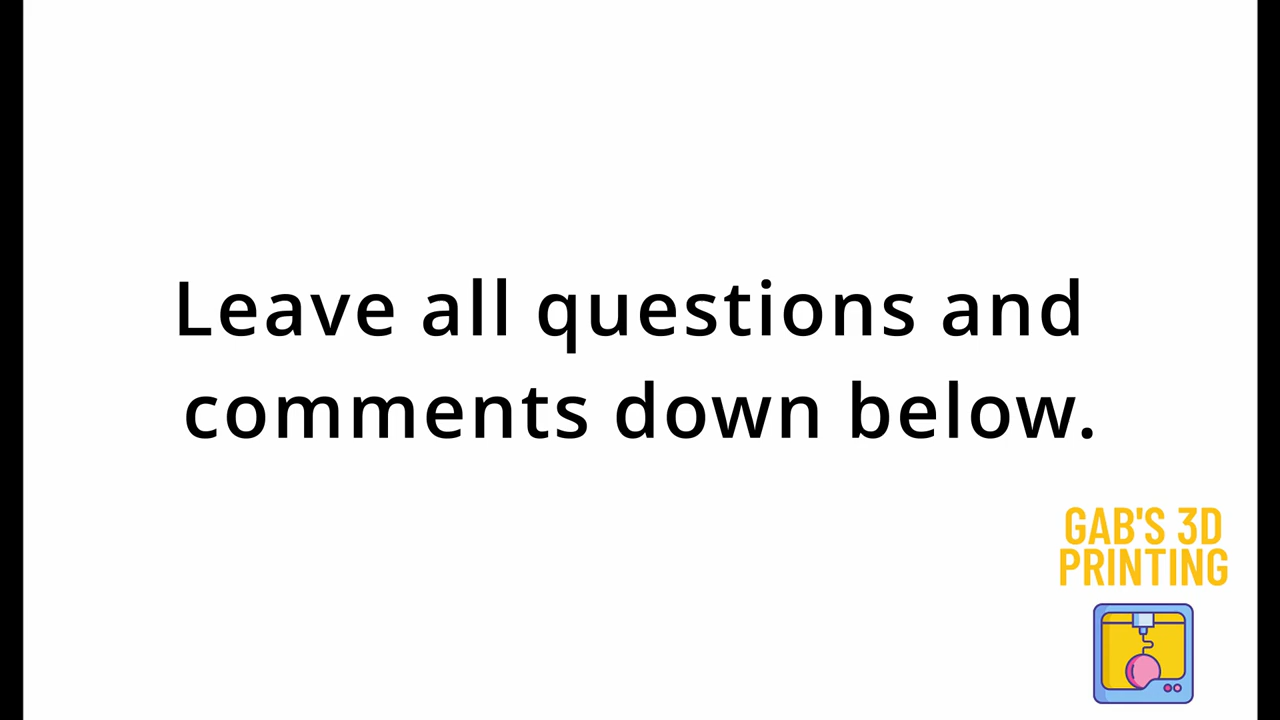 Leave all questions and
comments down below.
GAB'S 3D
PRINTING